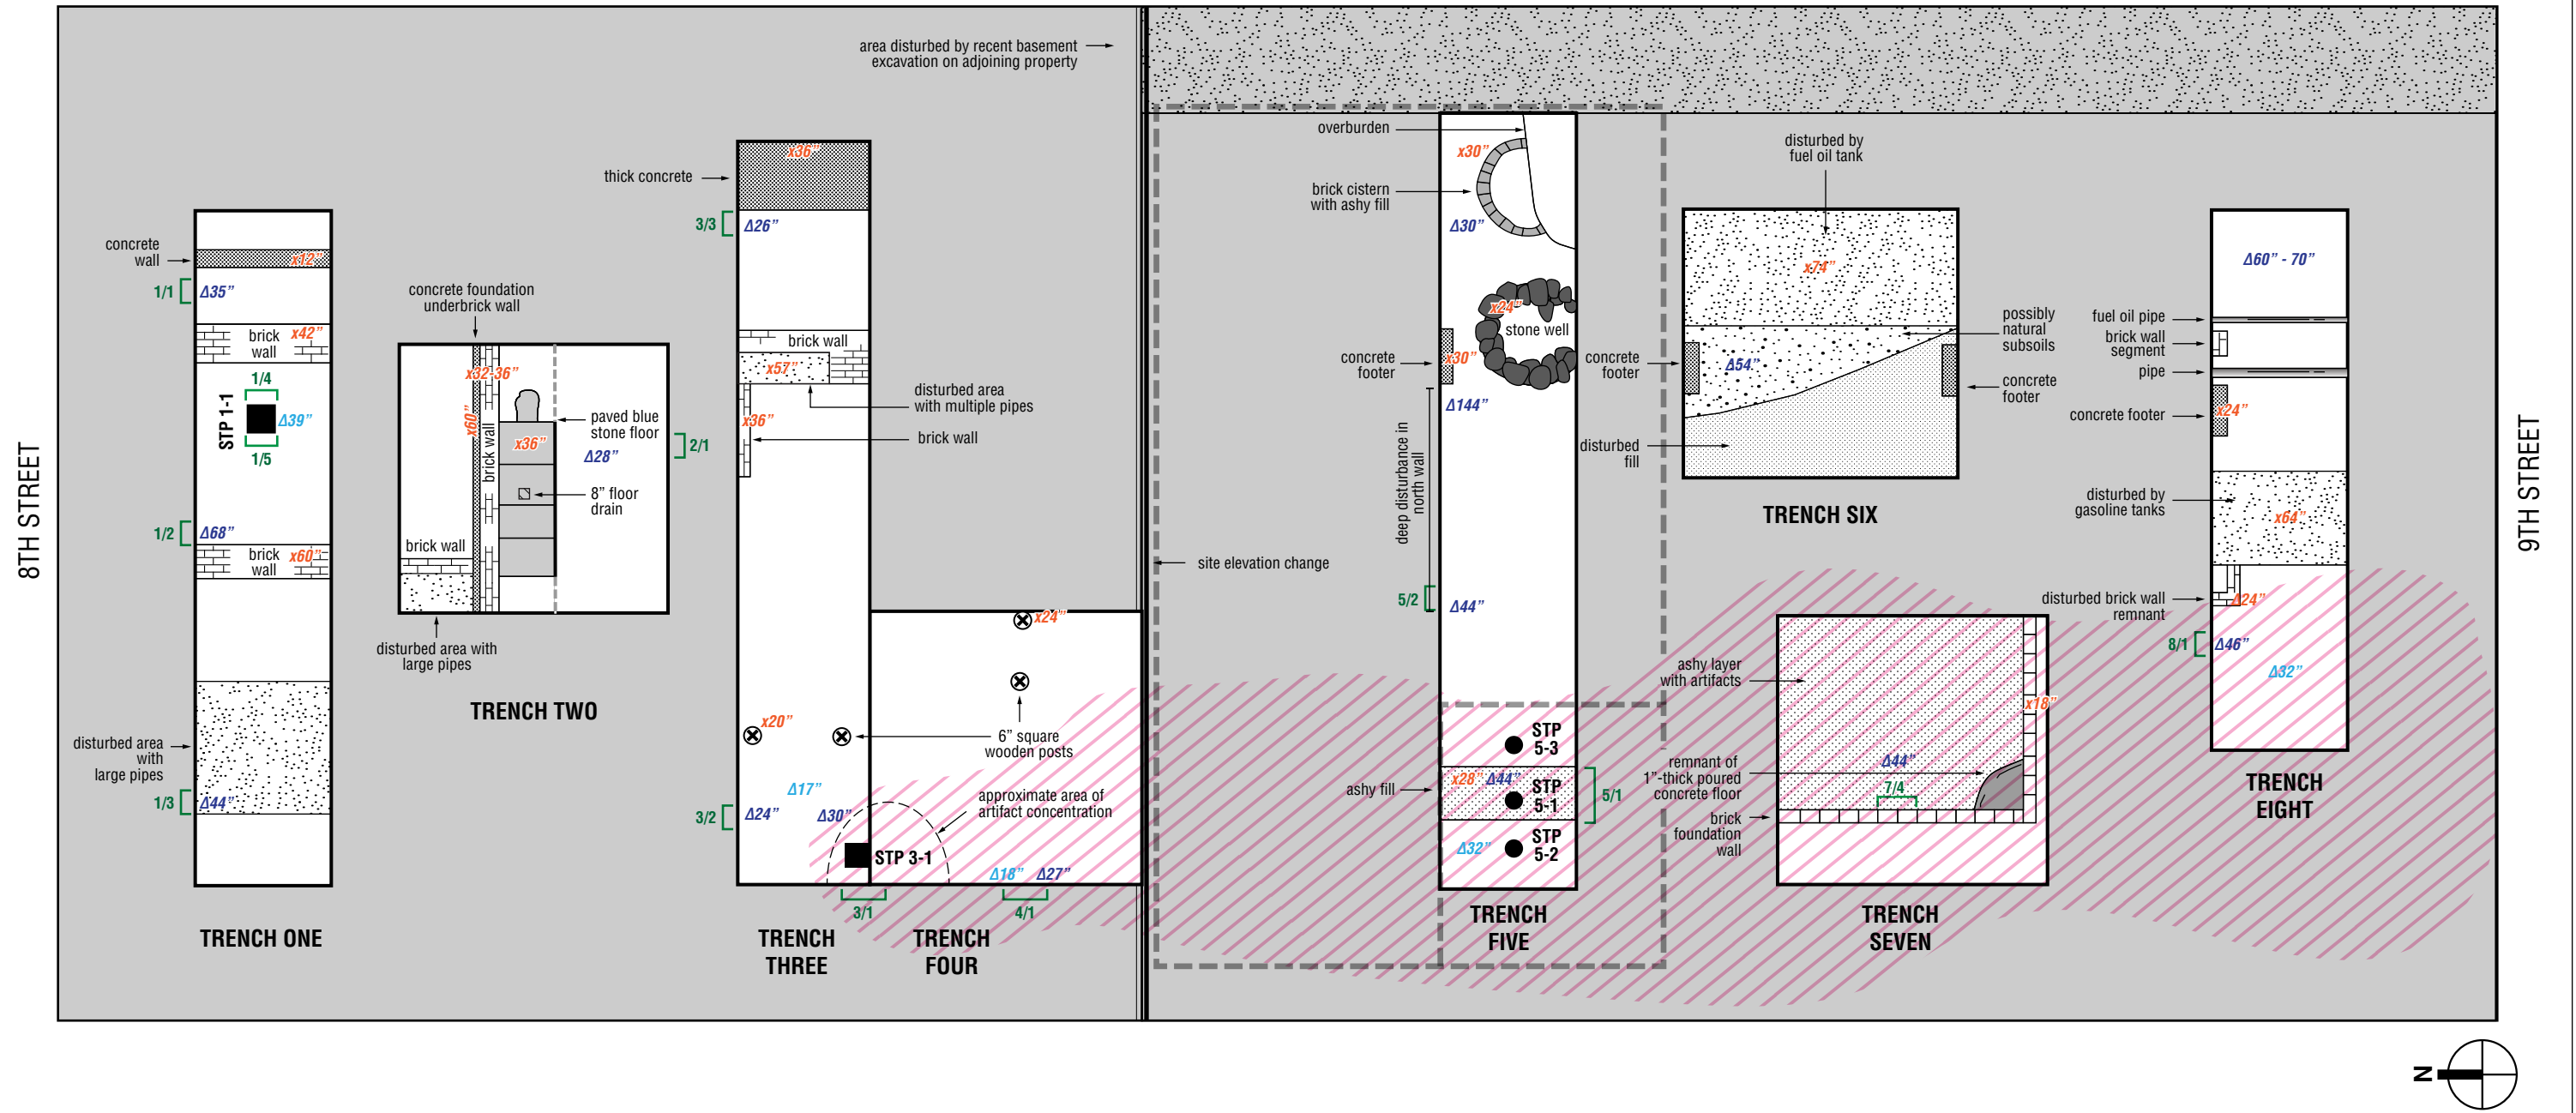 area disturbed by recent basement
excavation on adjoining property
8TH STREET
concrete
wall
x12”
1/1
Δ35”
brick
wall
x42”
1/4
STP 1-1
Δ39”
1/5
1/2
Δ68”
brick
wall
x60”
disturbed area
with
large pipes
1/3
Δ44”
TRENCH ONE
concrete foundation
underbrick wall
x32-36”
x60”
brick wall
x36”
paved blue
stone floor
Δ28”
2/1
8” floor
drain
brick wall
disturbed area with
large pipes
TRENCH TWO
x36”
thick concrete
3/3
Δ26”
brick wall
x57”
disturbed area
with multiple pipes
x36”
brick wall
x24”
x20”
6” square
wooden posts
Δ17”
3/2
Δ24”
Δ30”
approximate area of
artifact concentration
STP 3-1
Δ18”
Δ27”
3/1
4/1
TRENCH
THREE
TRENCH
FOUR
overburden
x30”
brick cistern
with ashy fill
Δ30”
x24”
stone well
concrete
footer
x30”
Δ144”
deep disturbance in
north wall
site elevation change
5/2
Δ44”
STP
5-3
ashy fill
x28”
Δ44”
STP
5-1
5/1
Δ32”
STP
5-2
TRENCH
FIVE
disturbed by
fuel oil tank
x74”
possibly
natural
subsoils
concrete
footer
Δ54”
concrete
footer
disturbed
fill
TRENCH SIX
ashy layer
with artifacts
x18”
remnant of
1”-thick poured
concrete floor
Δ44”
7/4
brick
foundation
wall
TRENCH
SEVEN
Δ60” - 70”
fuel oil pipe
brick wall
segment
pipe
concrete footer
x24”
disturbed by
gasoline tanks
x64”
disturbed brick wall
remnant
Δ24”
8/1
Δ46”
Δ32”
TRENCH
EIGHT
9TH STREET
N